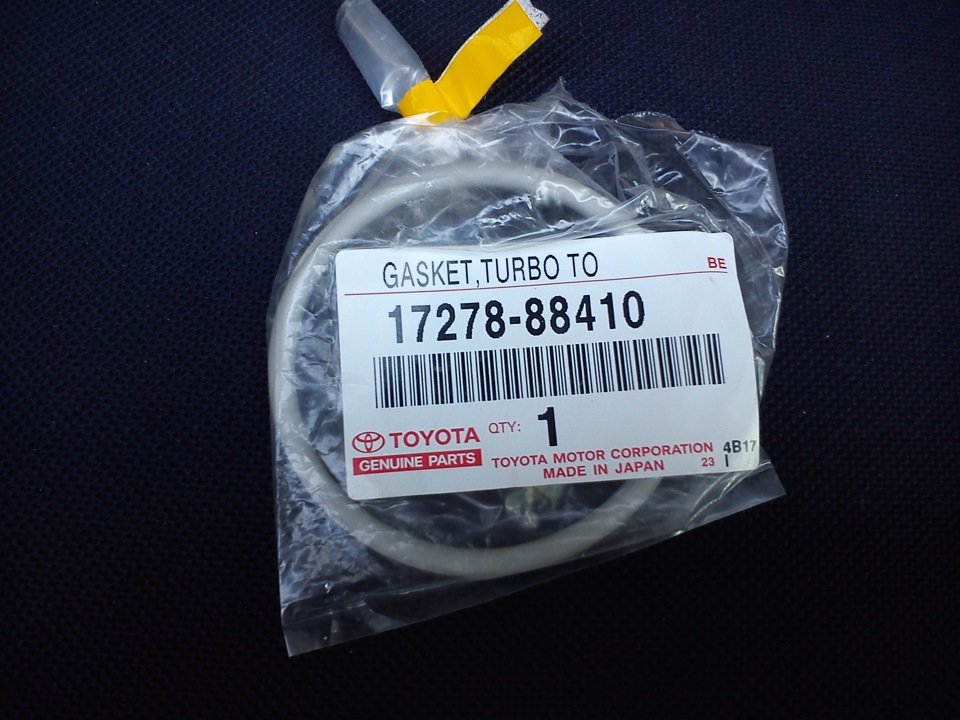 GASKET,TURBO TO BE
17278-88410
TOYOTA QTY: 1
GENUINE PARTS
TOYOTA MOTOR CORPORATION 4B17
MADE IN JAPAN 23 I